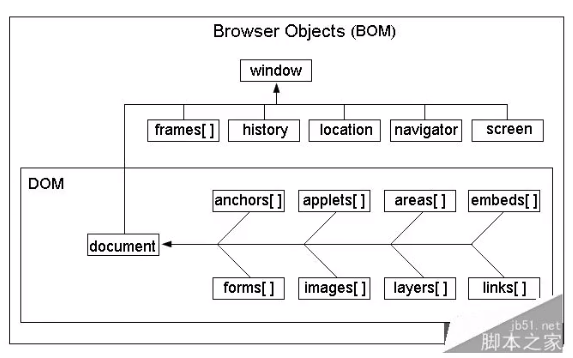 Browser Objects (BOM)
window
frames[ ]
history
location
navigator
screen
DOM
anchors[ ]
applets[ ]
areas[ ]
embeds[ ]
document
forms[ ]
images[ ]
layers[ ]
links[ ]
jb51.net
脚本之家